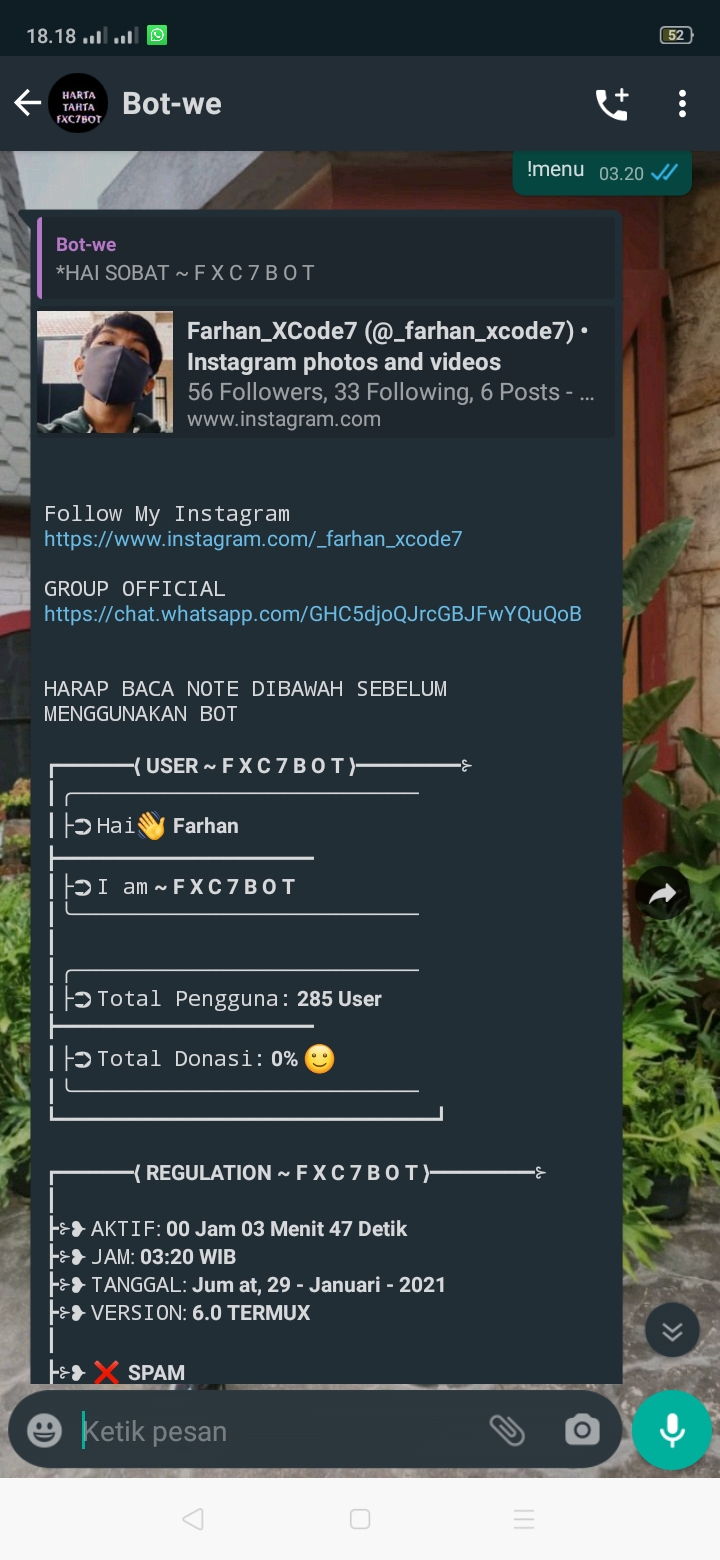 18.18
52
HARTA
TAHTA
FXC7BOT
Bot-we
!menu 03.20
Bot-we
*HAI SOBAT ~ F X C 7 B O T
Farhan_XCode7 (@_farhan_xcode7) •
Instagram photos and videos
56 Followers, 33 Following, 6 Posts - ...
www.instagram.com
Follow My Instagram
https://www.instagram.com/_farhan_xcode7
GROUP OFFICIAL
https://chat.whatsapp.com/GHC5djoQJrcGBJFwYQuQoB
HARAP BACA NOTE DIBAWAH SEBELUM
MENGGUNAKAN BOT
⟨ USER ~ F X C 7 B O T ⟩
Hai👋 Farhan
I am ~ F X C 7 B O T
Total Pengguna: 285 User
Total Donasi: 0% 🙂
⟨ REGULATION ~ F X C 7 B O T ⟩
AKTIF: 00 Jam 03 Menit 47 Detik
JAM: 03:20 WIB
TANGGAL: Jum at, 29 - Januari - 2021
VERSION: 6.0 TERMUX
❌ SPAM
Ketik pesan